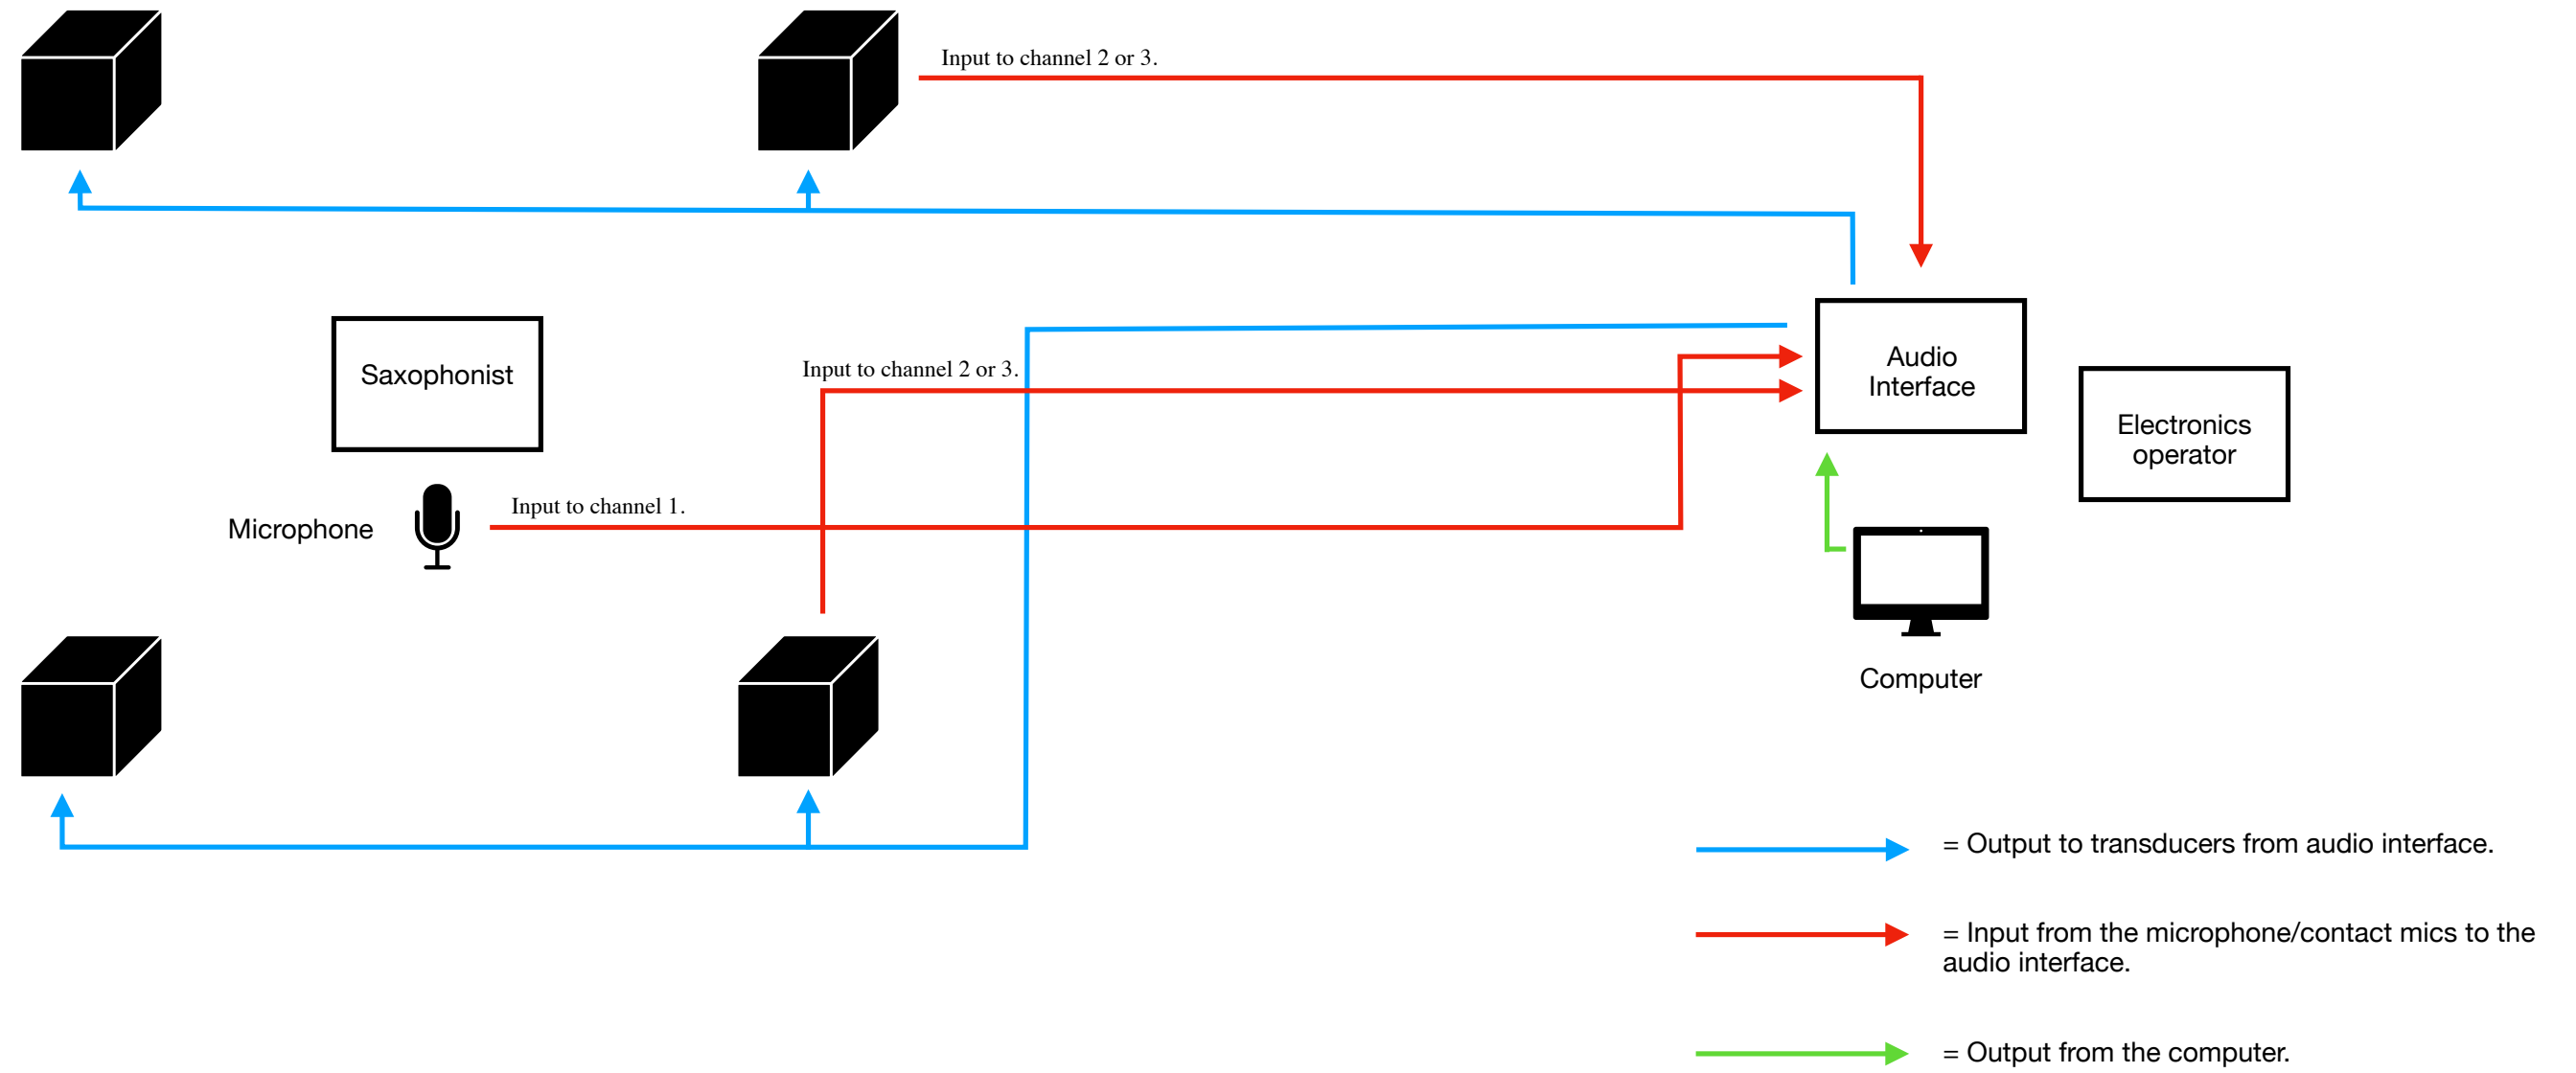 Input to channel 2 or 3.
Saxophonist
Input to channel 2 or 3.
Audio
Interface
Electronics
operator
Microphone
Input to channel 1.
Computer
= Output to transducers from audio interface.
= Input from the microphone/contact mics to the
audio interface.
= Output from the computer.